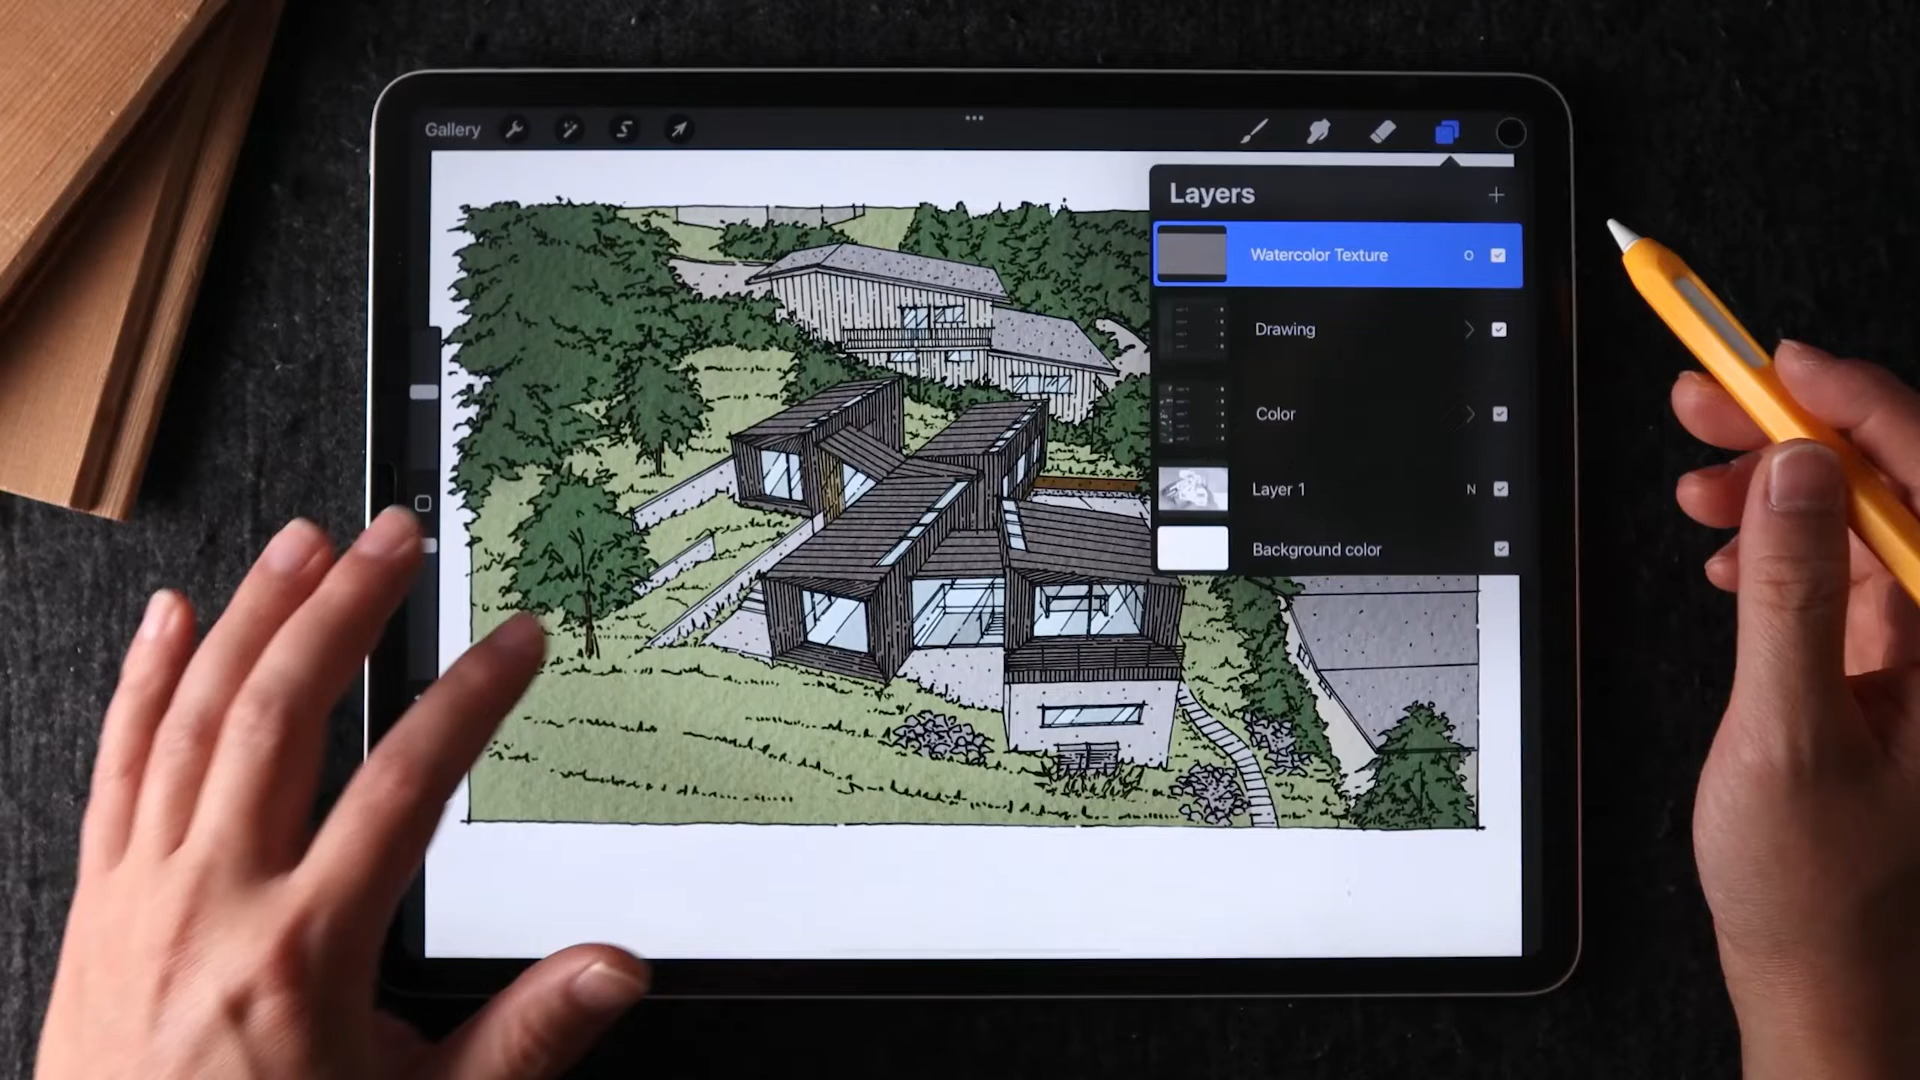 Gallery
Layers
Watercolor Texture O
Drawing
Color
Layer 1 N
Background color